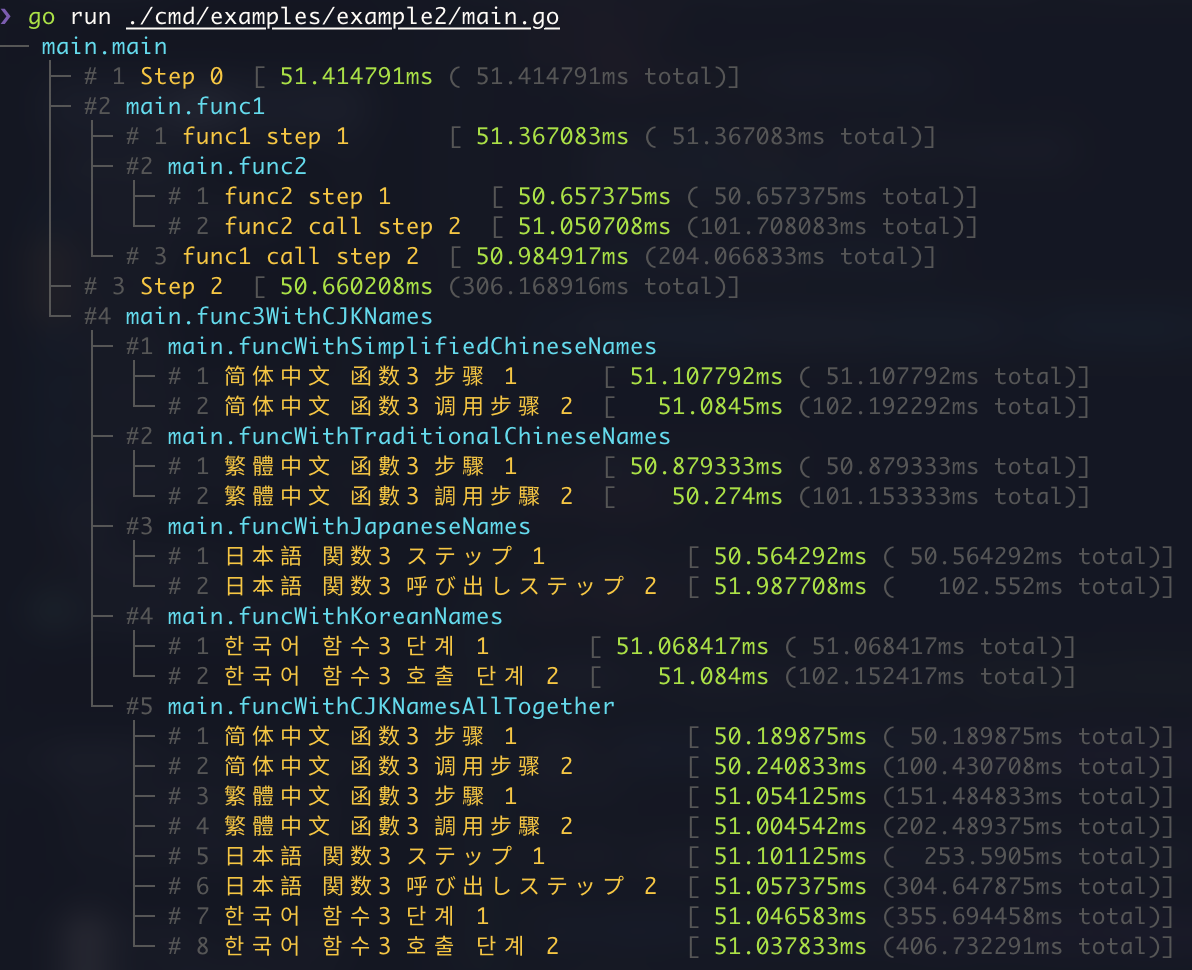 ❯ go run ./cmd/examples/example2/main.go
── main.main
├─ # 1 Step 0 [ 51.414791ms ( 51.414791ms total)]
├─ #2 main.func1
│ ├─ # 1 func1 step 1 [ 51.367083ms ( 51.367083ms total)]
│ ├─ #2 main.func2
│ │ ├─ # 1 func2 step 1 [ 50.657375ms ( 50.657375ms total)]
│ │ └─ # 2 func2 call step 2 [ 51.050708ms (101.708083ms total)]
│ └─ # 3 func1 call step 2 [ 50.984917ms (204.066833ms total)]
├─ # 3 Step 2 [ 50.660208ms (306.168916ms total)]
└─ #4 main.func3WithCJKNames
├─ #1 main.funcWithSimplifiedChineseNames
│ ├─ # 1 简体中文 函数3 步骤 1 [ 51.107792ms ( 51.107792ms total)]
│ └─ # 2 简体中文 函数3 调用步骤 2 [ 51.0845ms (102.192292ms total)]
├─ #2 main.funcWithTraditionalChineseNames
│ ├─ # 1 繁體中文 函數3 步驟 1 [ 50.879333ms ( 50.879333ms total)]
│ └─ # 2 繁體中文 函數3 調用步驟 2 [ 50.274ms (101.153333ms total)]
├─ #3 main.funcWithJapaneseNames
│ ├─ # 1 日本語 関数3 ステップ 1 [ 50.564292ms ( 50.564292ms total)]
│ └─ # 2 日本語 関数3 呼び出しステップ 2 [ 51.987708ms ( 102.552ms total)]
├─ #4 main.funcWithKoreanNames
│ ├─ # 1 한국어 함수3 단계 1 [ 51.068417ms ( 51.068417ms total)]
│ └─ # 2 한국어 함수3 호출 단계 2 [ 51.084ms (102.152417ms total)]
└─ #5 main.funcWithCJKNamesAllTogether
├─ # 1 简体中文 函数3 步骤 1 [ 50.189875ms ( 50.189875ms total)]
├─ # 2 简体中文 函数3 调用步骤 2 [ 50.240833ms (100.430708ms total)]
├─ # 3 繁體中文 函數3 步驟 1 [ 51.054125ms (151.484833ms total)]
├─ # 4 繁體中文 函數3 調用步驟 2 [ 51.004542ms (202.489375ms total)]
├─ # 5 日本語 関数3 ステップ 1 [ 51.101125ms ( 253.5905ms total)]
├─ # 6 日本語 関数3 呼び出しステップ 2 [ 51.057375ms (304.647875ms total)]
├─ # 7 한국어 함수3 단계 1 [ 51.046583ms (355.694458ms total)]
└─ # 8 한국어 함수3 호출 단계 2 [ 51.037833ms (406.732291ms total)]